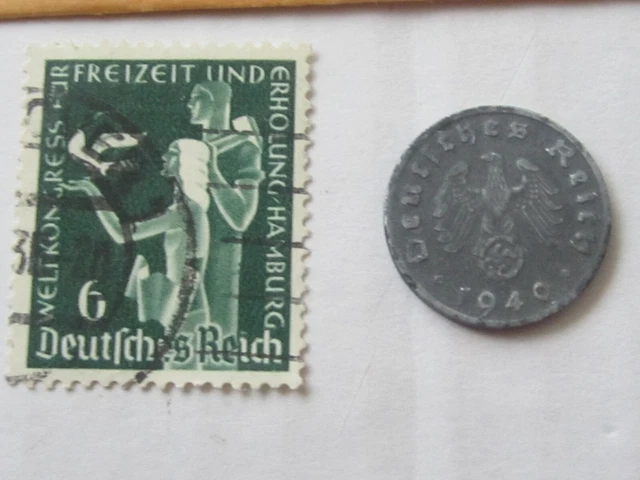 WELTKONGRESS FÜR
FREIZEIT UND
ERHOLUNG/HAMBURG
6
Deutsches Reich
Deutsches Reich
1940